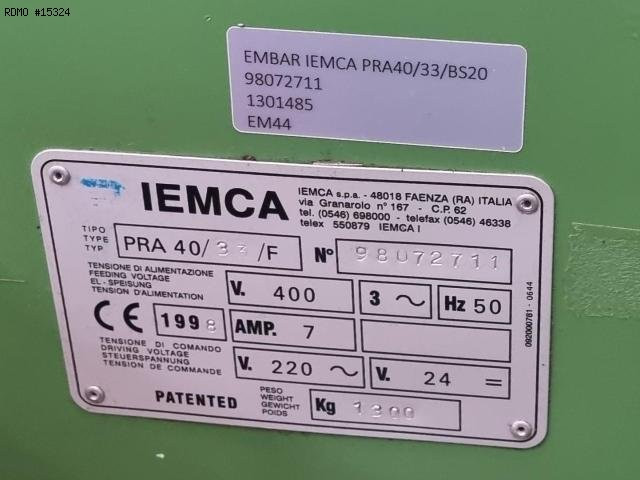 RDMO #15324
EMBAR IEMCA PRA40/33/BS20
98072711
1301485
EM44
IEMCA
IEMCA s.p.a. - 48018 FAENZA (RA) ITALIA
via Granarolo n° 167 - C.P. 62
tel. (0546) 698000 - telefax (0546) 46338
telex 550879 IEMCA I
TIPO
TYPE
TYP
PRA 40/33/F
N° 98072711
TENSIONE DI ALIMENTAZIONE
FEEDING VOLTAGE
EL - SPEISUNG
TENSION D'ALIMENTATION
V. 400
3 ~
Hz 50
CE 1998
AMP. 7
TENSIONE DI COMANDO
DRIVING VOLTAGE
STEUERSPANNUNG
TENSION DE COMMANDE
V. 220 ~
V. 24 =
PATENTED
PESO
WEIGHT
GEWICHT
POIDS
Kg 1300
092000781 - 0644